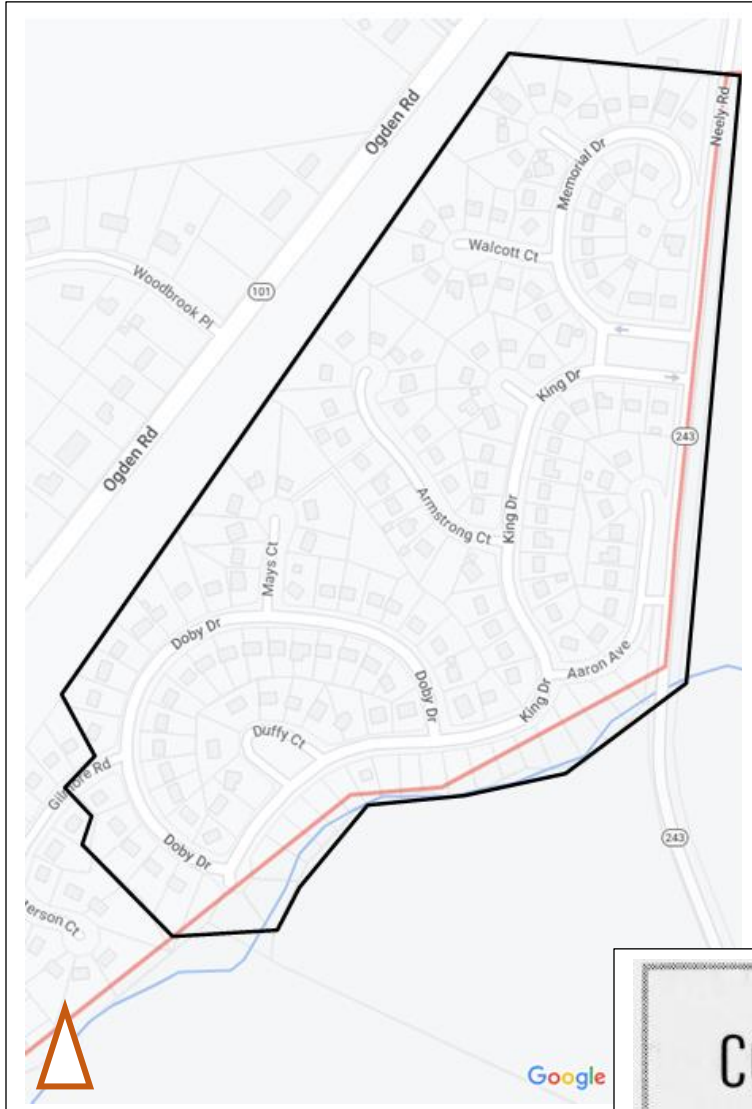 Ogden Rd
Neely Rd
Memorial Dr
Walcott Ct
Woodbrook Pl
101
King Dr
243
Ogden Rd
Armstrong Ct
King Dr
Mays Ct
Doby Dr
Aaron Ave
Doby Dr
King Dr
Duffy Ct
Gilmore Rd
Doby Dr
243
erson Ct
Google